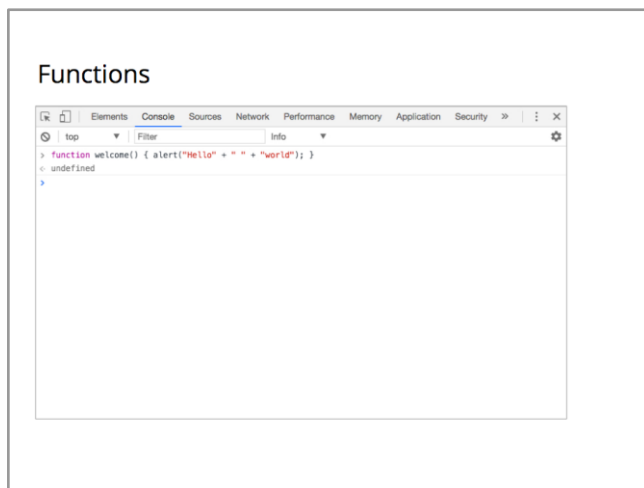 Functions
Elements Console Sources Network Performance Memory Application Security »
top ▼ Filter Info ▼
> function welcome() { alert("Hello" + " " + "world"); }
< undefined
>